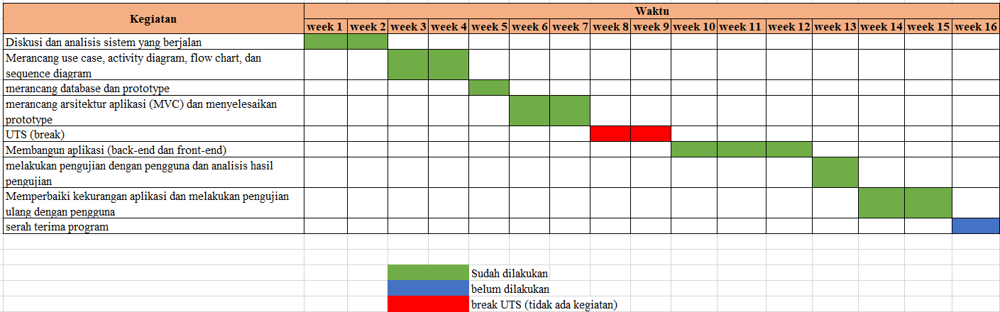 Kegiatan
Waktu
week 1 week 2 week 3 week 4 week 5 week 6 week 7 week 8 week 9 week 10 week 11 week 12 week 13 week 14 week 15 week 16
Diskusi dan analisis sistem yang berjalan
Merancang use case, activity diagram, flow chart, dan
sequence diagram
merancang database dan prototype
merancang arsitektur aplikasi (MVC) dan menyelesaikan
prototype
UTS (break)
Membangun aplikasi (back-end dan front-end)
melakukan pengujian dengan pengguna dan analisis hasil
pengujian
Memperbaiki kekurangan aplikasi dan melakukan pengujian
ulang dengan pengguna
serah terima program
Sudah dilakukan
belum dilakukan
break UTS (tidak ada kegiatan)